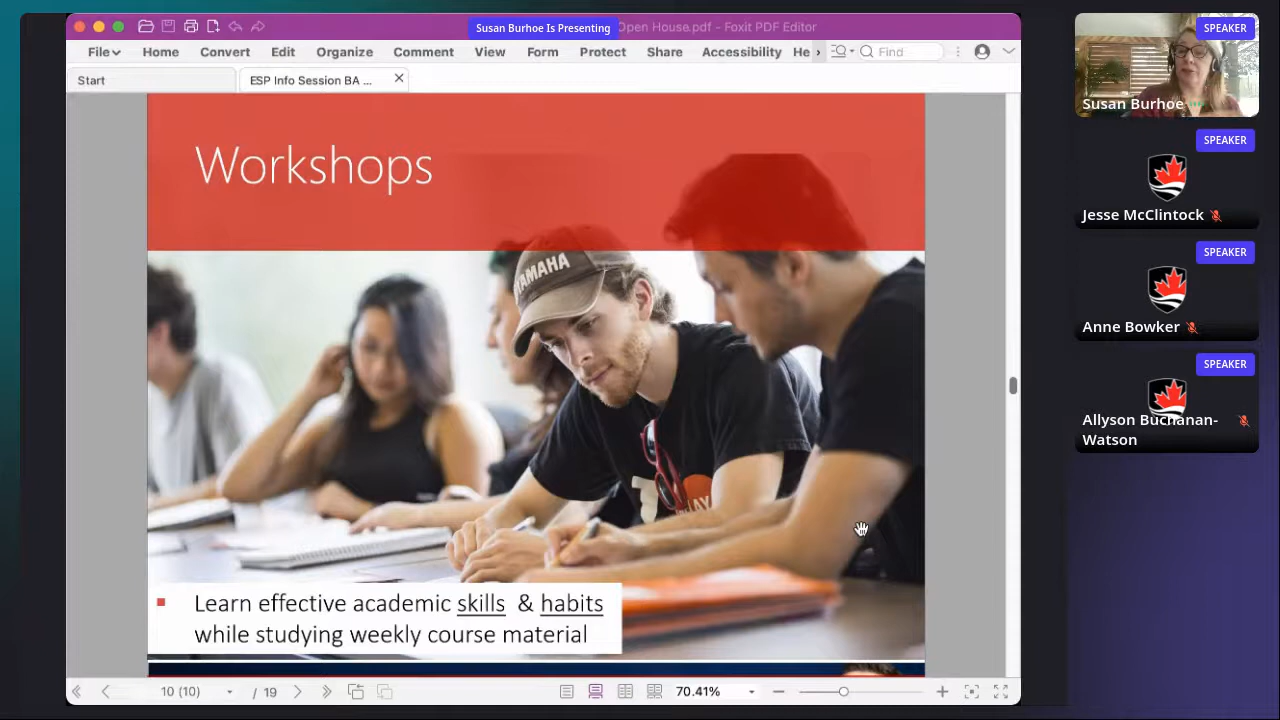 Susan Burhoe Is Presenting
Open House.pdf - Foxit PDF Editor
File Home Convert Edit Organize Comment View Form Protect Share Accessibility He Find
Start
ESP Info Session BA ...
Workshops
YAMAHA
Learn effective academic skills & habits
while studying weekly course material
10 (10) / 19
70.41%
SPEAKER
Susan Burhoe
SPEAKER
Jesse McClintock
SPEAKER
Anne Bowker
SPEAKER
Allyson Buchanan-
Watson